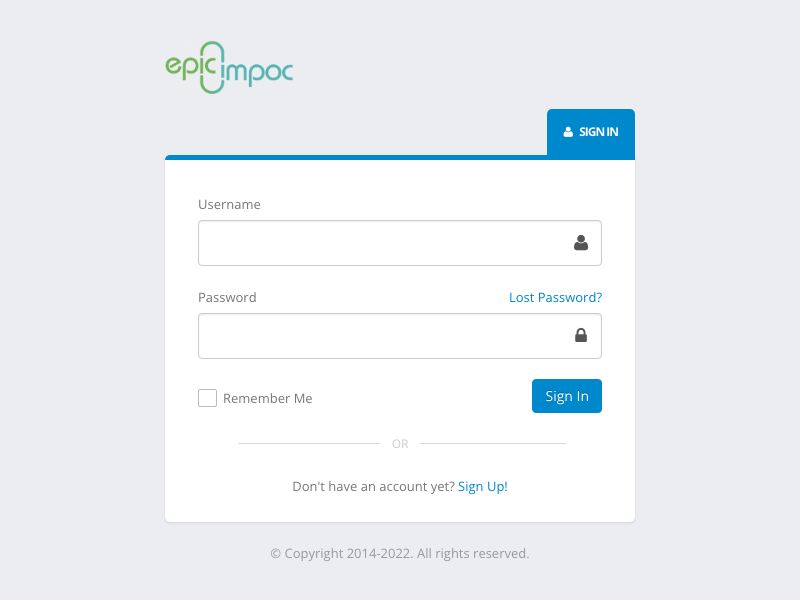 epic impoc
SIGN IN
Username
Password
Lost Password?
Remember Me
Sign In
OR
Don't have an account yet? Sign Up!
© Copyright 2014-2022. All rights reserved.